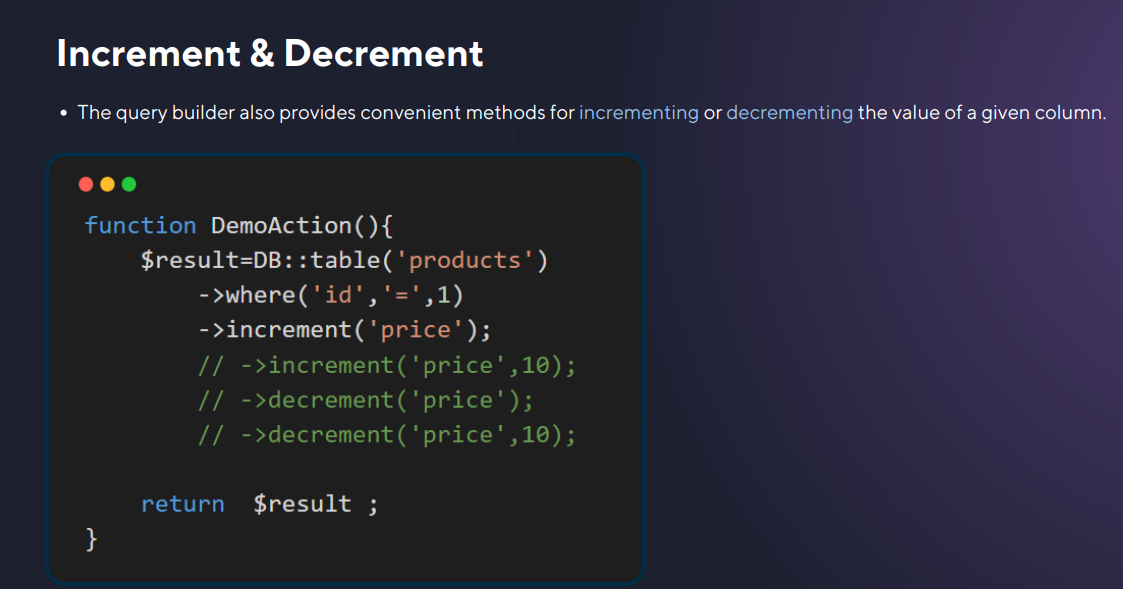 Increment & Decrement
• The query builder also provides convenient methods for incrementing or decrementing the value of a given column.
function DemoAction(){
    $result=DB::table('products')
        ->where('id','=',1)
        ->increment('price');
        // ->increment('price',10);
        // ->decrement('price');
        // ->decrement('price',10);
    return  $result ;
}